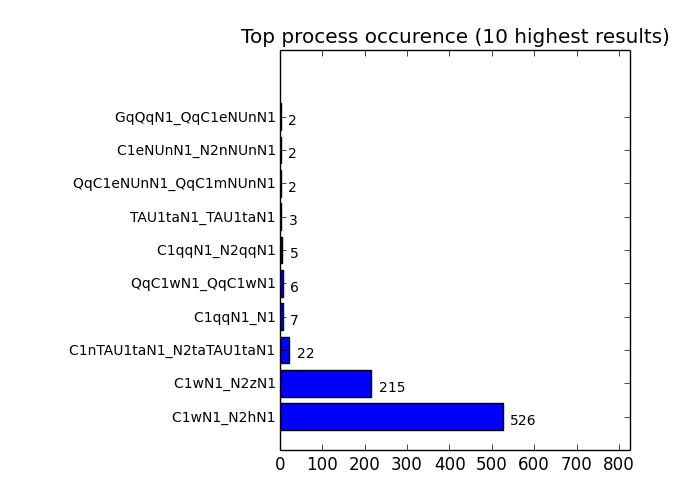 Top process occurence (10 highest results)
GqQqN1_QqC1eNUnN1 2
C1eNUnN1_N2nNUnN1 2
QqC1eNUnN1_QqC1mNUnN1 2
TAU1taN1_TAU1taN1 3
C1qqN1_N2qqN1 5
QqC1wN1_QqC1wN1 6
C1qqN1_N1 7
C1nTAU1taN1_N2taTAU1taN1 22
C1wN1_N2zN1 215
C1wN1_N2hN1 526
0 100 200 300 400 500 600 700 800